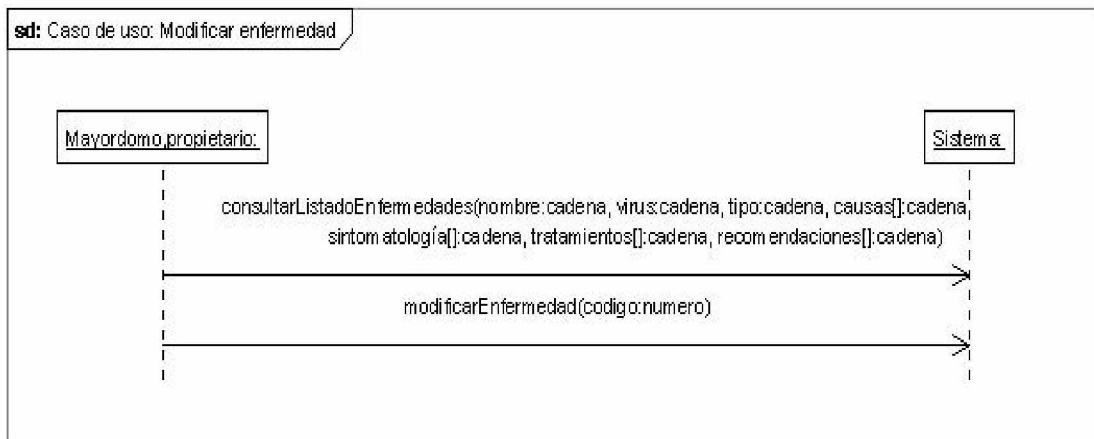 sd: Caso de uso: Modificar enfermedad
Mayordomo,propietario:
Sistema:
consultarListadoEnfermedades(nombre:cadena, virus:cadena, tipo:cadena, causas[]:cadena,
sintomatología[]:cadena, tratamientos[]:cadena, recomendaciones[]:cadena)
modificarEnfermedad(codigo:numero)